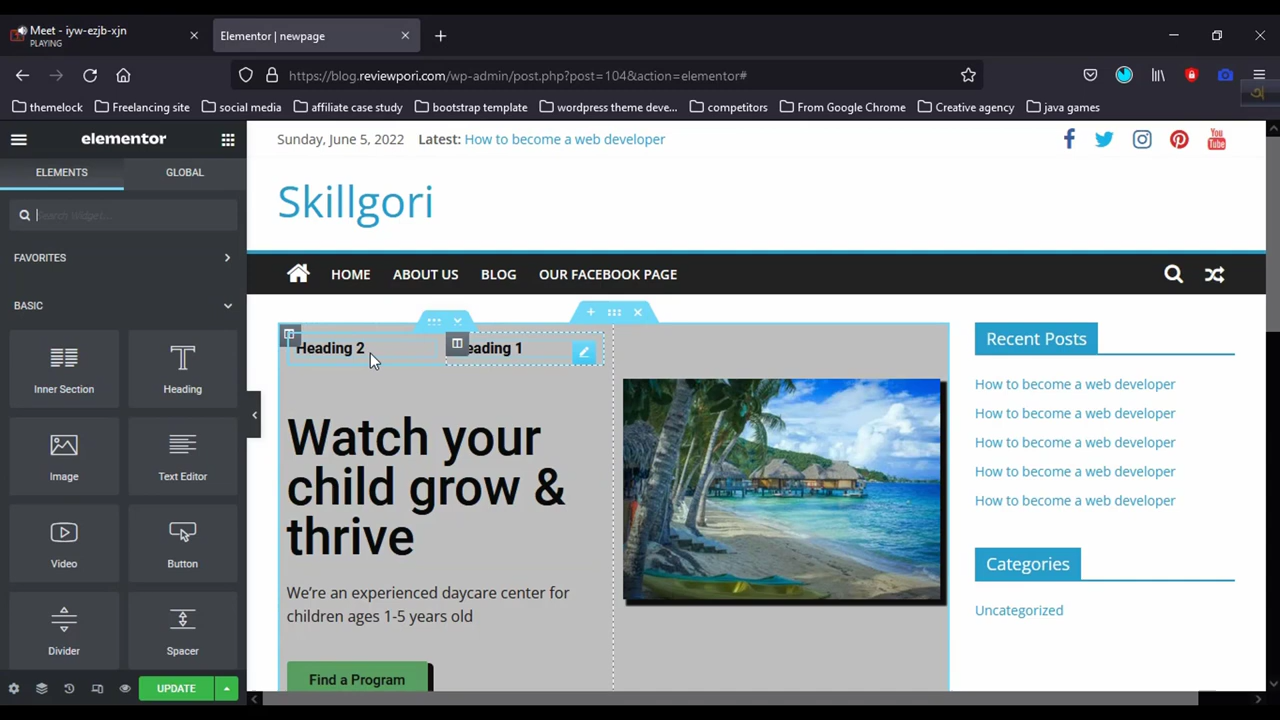 Meet - iyw-ezjb-xjn
PLAYING
Elementor | newpage
https://blog.reviewpori.com/wp-admin/post.php?post=104&action=elementor#
themelock
Freelancing site
social media
affiliate case study
bootstrap template
wordpress theme deve...
competitors
From Google Chrome
Creative agency
java games
elementor
ELEMENTS
GLOBAL
Search Widget...
FAVORITES
BASIC
Inner Section
Heading
Image
Text Editor
Video
Button
Divider
Spacer
UPDATE
Sunday, June 5, 2022
Latest: How to become a web developer
You
Tube
Skillgori
HOME
ABOUT US
BLOG
OUR FACEBOOK PAGE
Heading 2
eading 1
Watch your
child grow &
thrive
We're an experienced daycare center for
children ages 1-5 years old
Find a Program
Recent Posts
How to become a web developer
How to become a web developer
How to become a web developer
How to become a web developer
How to become a web developer
Categories
Uncategorized